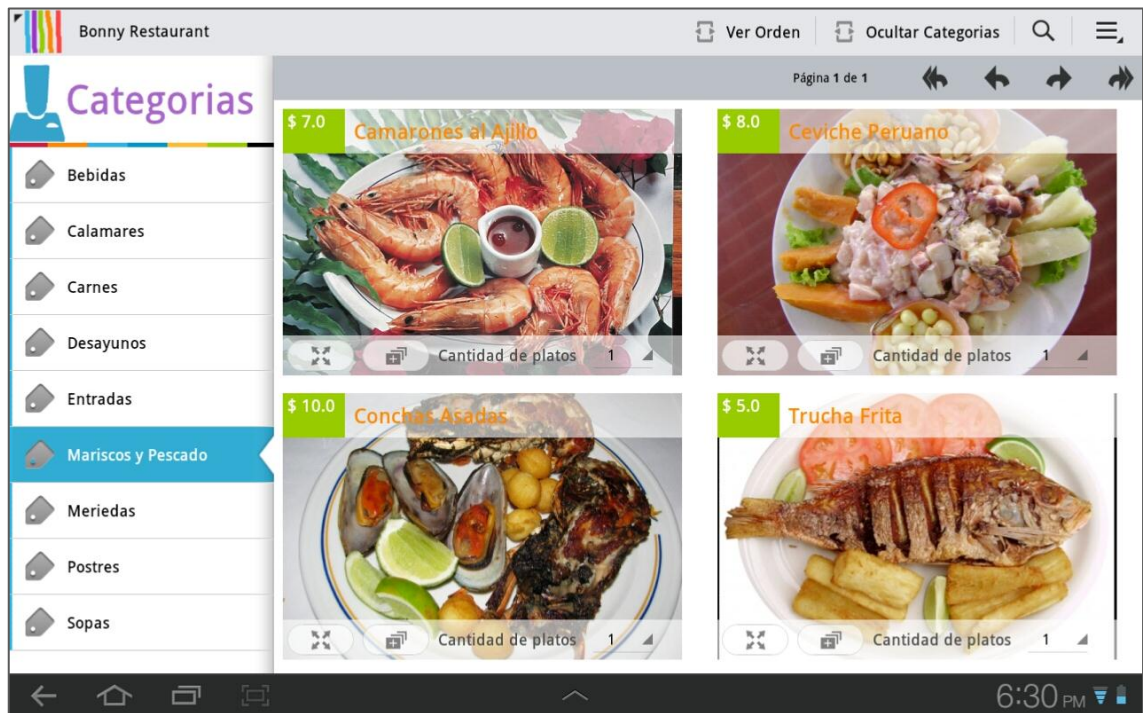 Bonny Restaurant
Ver Orden
Ocultar Categorias
Categorias
Página 1 de 1
Bebidas
Calamares
Carnes
Desayunos
Entradas
Mariscos y Pescado
Meriedas
Postres
Sopas
$ 7.0 Camarones al Ajillo
Cantidad de platos 1
$ 8.0 Ceviche Peruano
Cantidad de platos 1
$ 10.0 Conchas Asadas
Cantidad de platos 1
$ 5.0 Trucha Frita
Cantidad de platos 1
6:30 PM